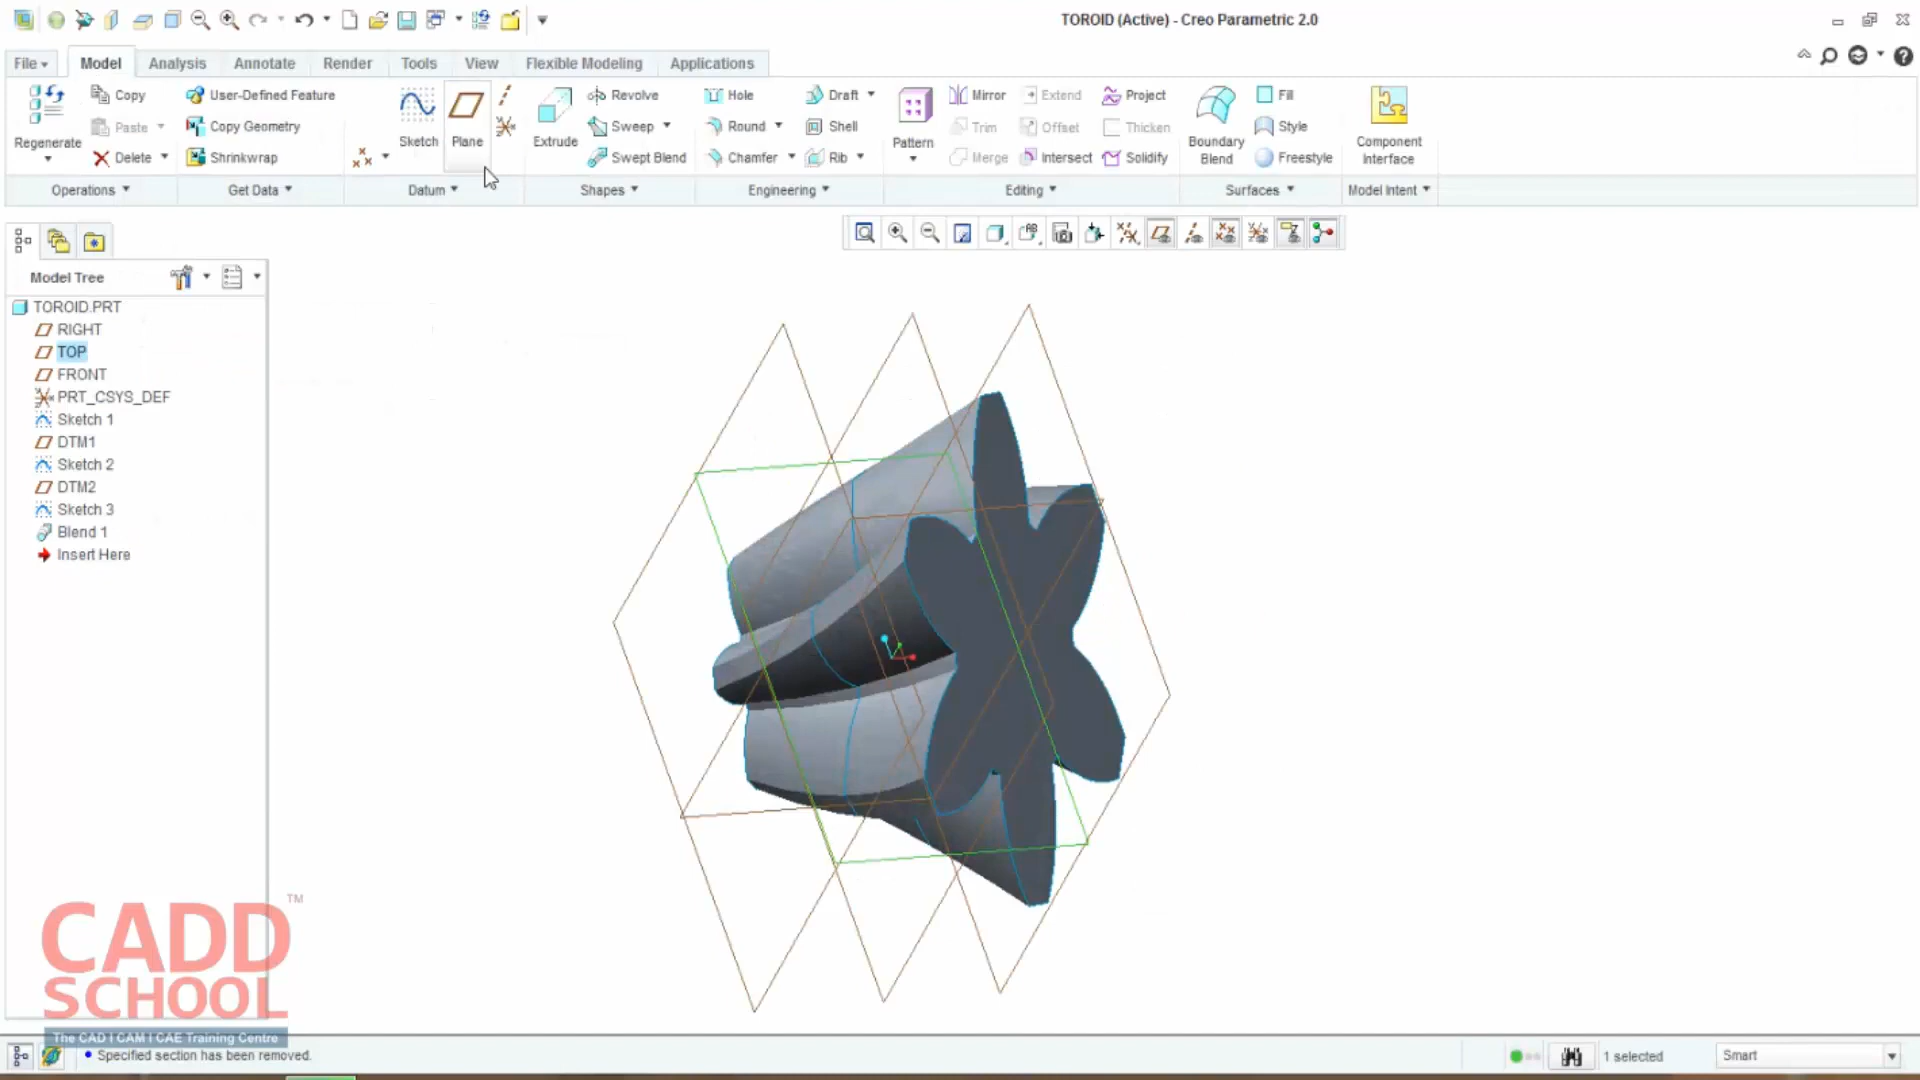 TOROID (Active) - Creo Parametric 2.0
File Model Analysis Annotate Render Tools View Flexible Modeling Applications
Regenerate
Copy
Paste
Delete
User-Defined Feature
Copy Geometry
Shrinkwrap
Sketch
Plane
Extrude
Revolve
Sweep
Swept Blend
Hole
Round
Chamfer
Draft
Shell
Rib
Pattern
Mirror
Trim
Merge
Extend
Offset
Intersect
Project
Thicken
Solidify
Boundary
Blend
Fill
Style
Freestyle
Component
Interface
Operations Get Data Datum Shapes Engineering Editing Surfaces Model Intent
Model Tree
TOROID.PRT
RIGHT
TOP
FRONT
PRT_CSYS_DEF
Sketch 1
DTM1
Sketch 2
DTM2
Sketch 3
Blend 1
Insert Here
CADD
SCHOOL
TM
The CAD I CAM I CAE Training Centre
Specified section has been removed.
1 selected
Smart